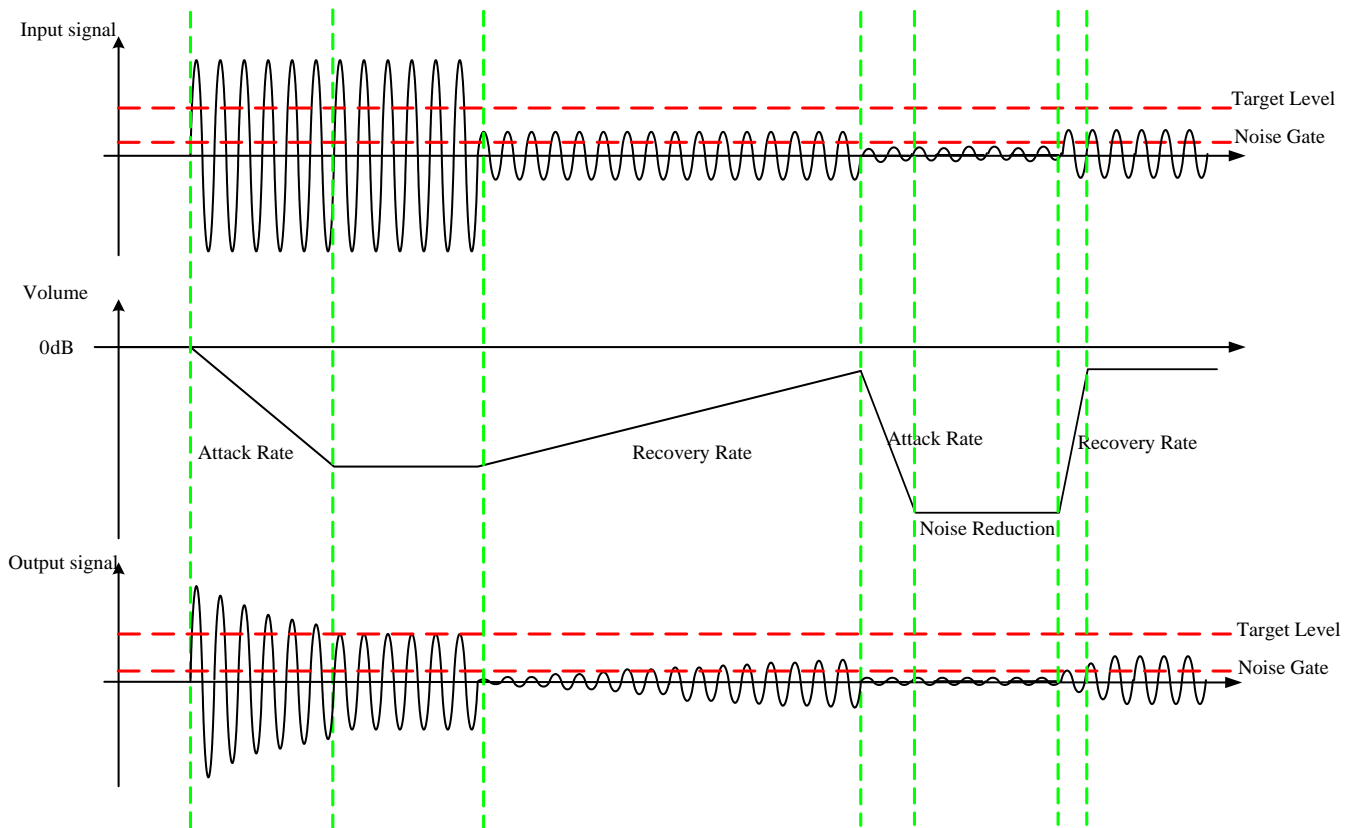 Input signal
Target Level
Noise Gate
Volume
0dB
Attack Rate
Recovery Rate
Attack Rate
Recovery Rate
Noise Reduction
Output signal
Target Level
Noise Gate